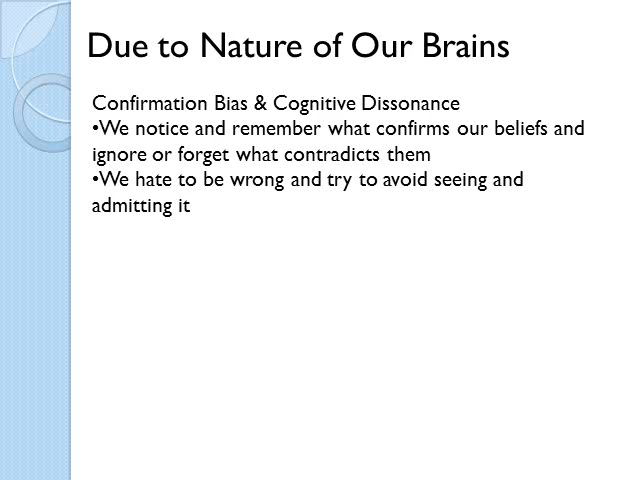 Due to Nature of Our Brains
Confirmation Bias & Cognitive Dissonance
•We notice and remember what confirms our beliefs and
ignore or forget what contradicts them
•We hate to be wrong and try to avoid seeing and
admitting it